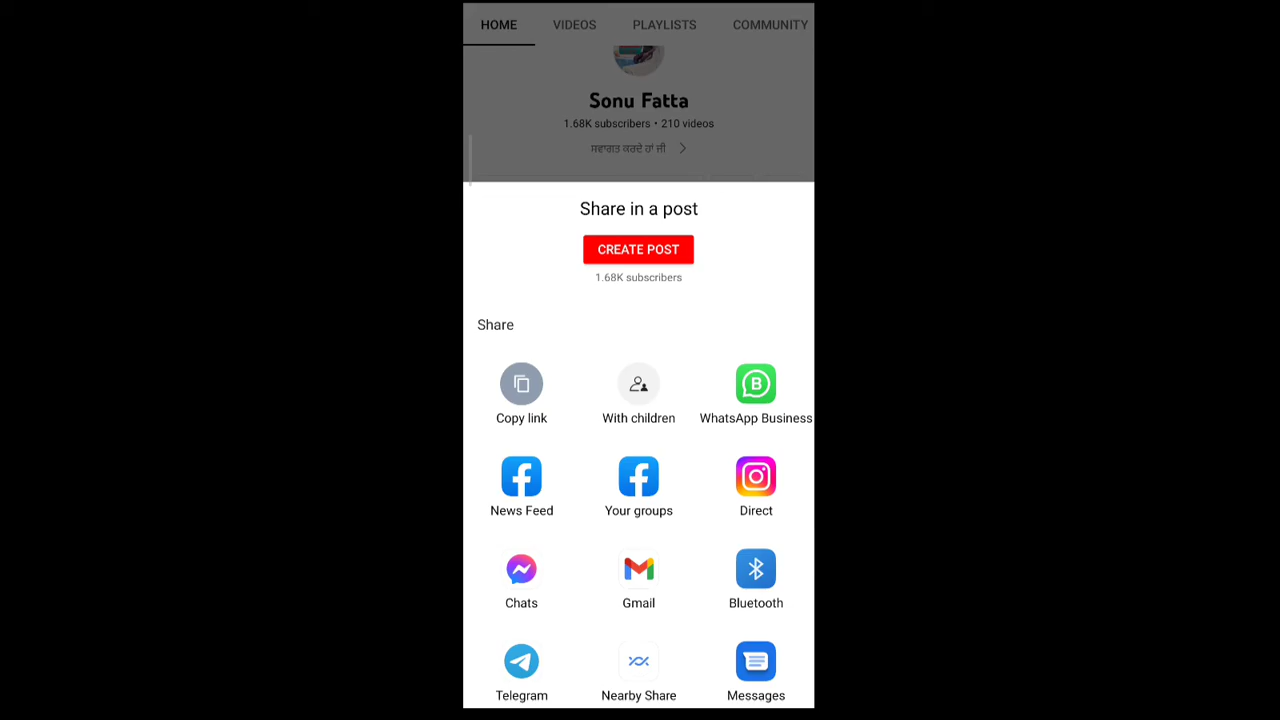 HOME VIDEOS PLAYLISTS COMMUNITY
Sonu Fatta
1.68K subscribers • 210 videos
ਸਵਾਗਤ ਕਰਦੇ ਹਾਂ ਜੀ
Share in a post
CREATE POST
1.68K subscribers
Share
Copy link With children WhatsApp Business
News Feed Your groups Direct
Chats Gmail Bluetooth
Telegram Nearby Share Messages